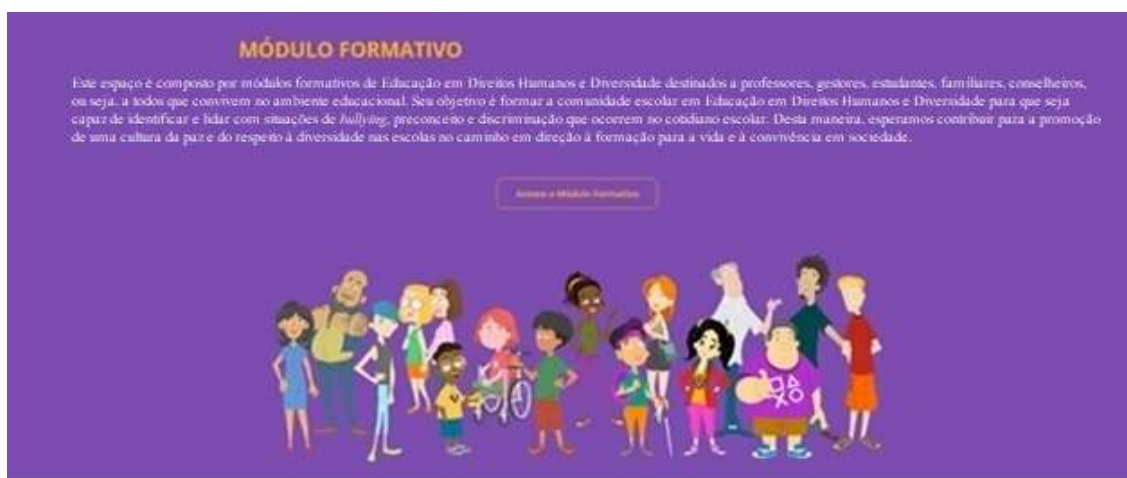 MÓDULO FORMATIVO
Este espaço é composto por módulos formativos de Educação em Direitos Humanos e Diversidade destinados a professores, gestores, estudantes, familiares, conselheiros,
ou seja, a todos que convivem no ambiente educacional. Seu objetivo é formar a comunidade escolar em Educação em Direitos Humanos e Diversidade para que seja
capaz de identificar e lidar com situações de bullying, preconceito e discriminação que ocorrem no cotidiano escolar. Desta maneira, esperamos contribuir para a promoção
de uma cultura da paz e do respeito à diversidade nas escolas no caminho em direção à formação para a vida e à convivência em sociedade.
Acesse o Módulo Formativo